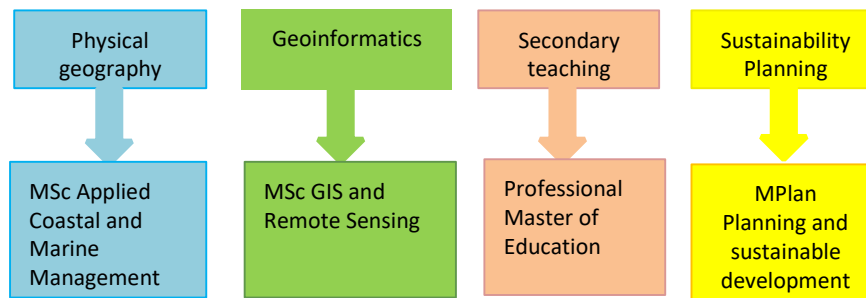 Physical
geography
Geoinformatics
Secondary
teaching
Sustainability
Planning
MSc Applied
Coastal and
Marine
Management
MSc GIS and
Remote Sensing
Professional
Master of
Education
MPlan
Planning and
sustainable
development